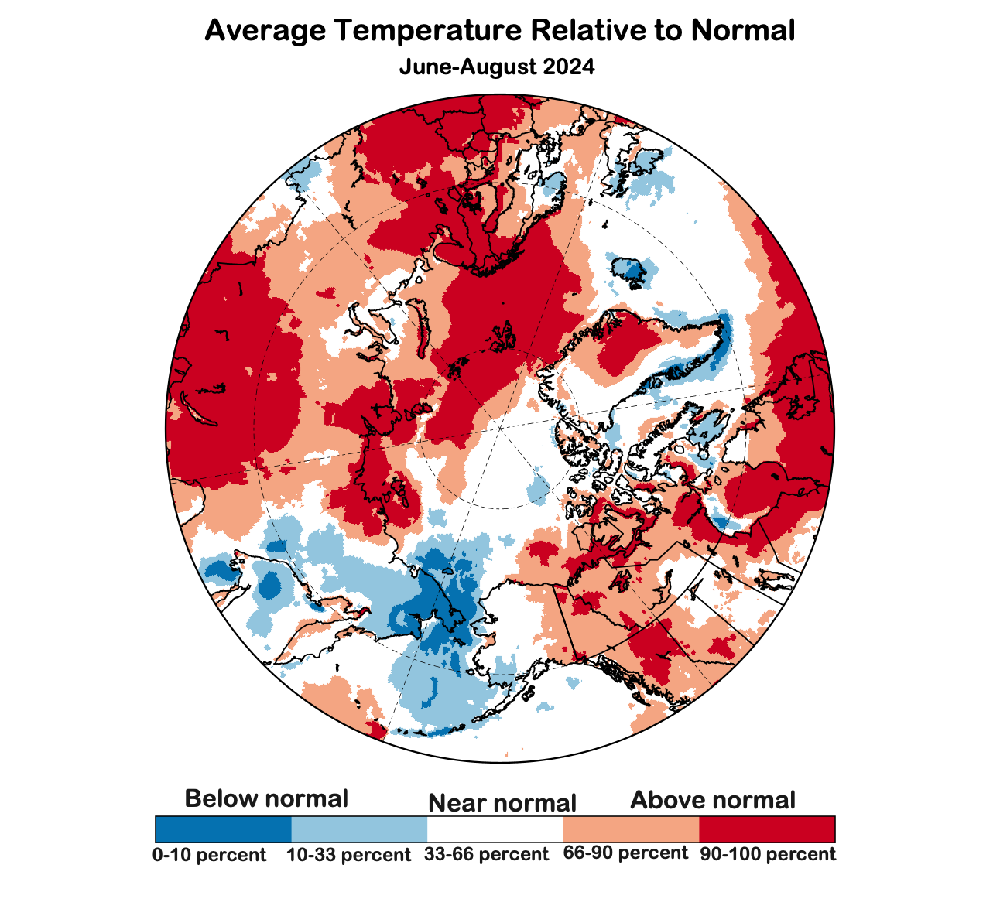 Average Temperature Relative to Normal
June-August 2024
Below normal Near normal Above normal
0-10 percent 10-33 percent 33-66 percent 66-90 percent 90-100 percent